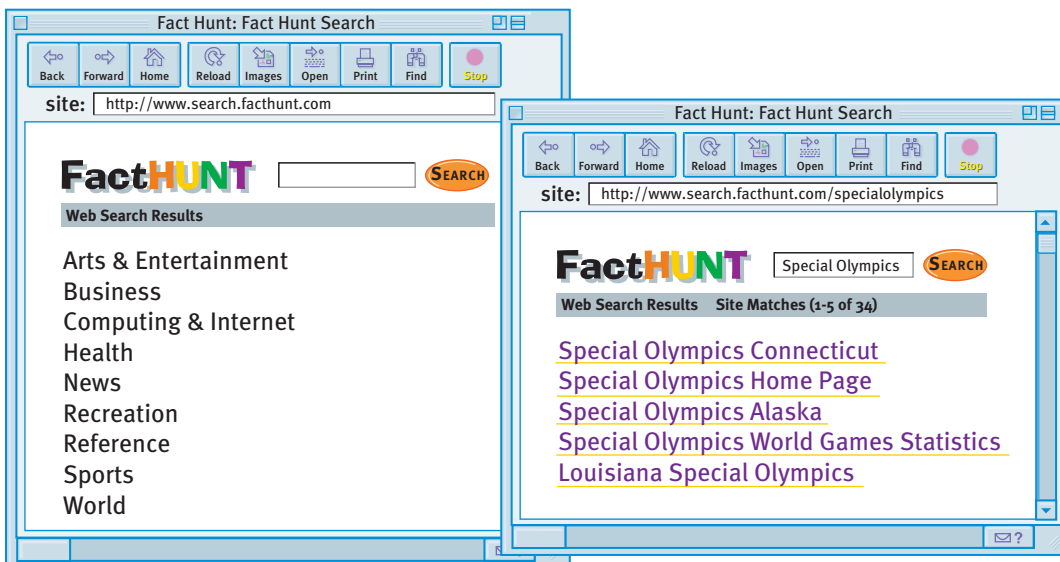 Fact Hunt: Fact Hunt Search
Back Forward Home Reload Images Open Print Find Stop
site: http://www.search.facthunt.com
FactHUNT SEARCH
Web Search Results
Arts & Entertainment
Business
Computing & Internet
Health
News
Recreation
Reference
Sports
World
Fact Hunt: Fact Hunt Search
Back Forward Home Reload Images Open Print Find Stop
site: http://www.search.facthunt.com/specialolympics
FactHUNT Special Olympics SEARCH
Web Search Results Site Matches (1-5 of 34)
Special Olympics Connecticut
Special Olympics Home Page
Special Olympics Alaska
Special Olympics World Games Statistics
Louisiana Special Olympics
?